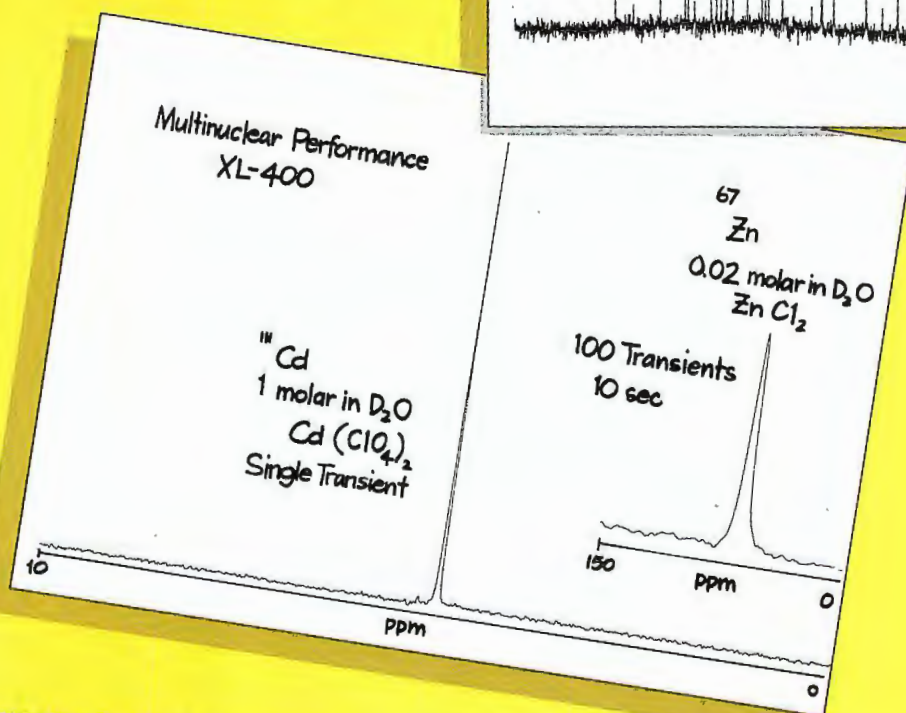 Multinuclear Performance
XL-400
¹¹¹Cd
1 molar in D₂O
Cd (ClO₄)₂
Single Transient
10
ppm
0
67
Zn
0.02 molar in D₂O
Zn Cl₂
100 Transients
10 sec
150
ppm
0